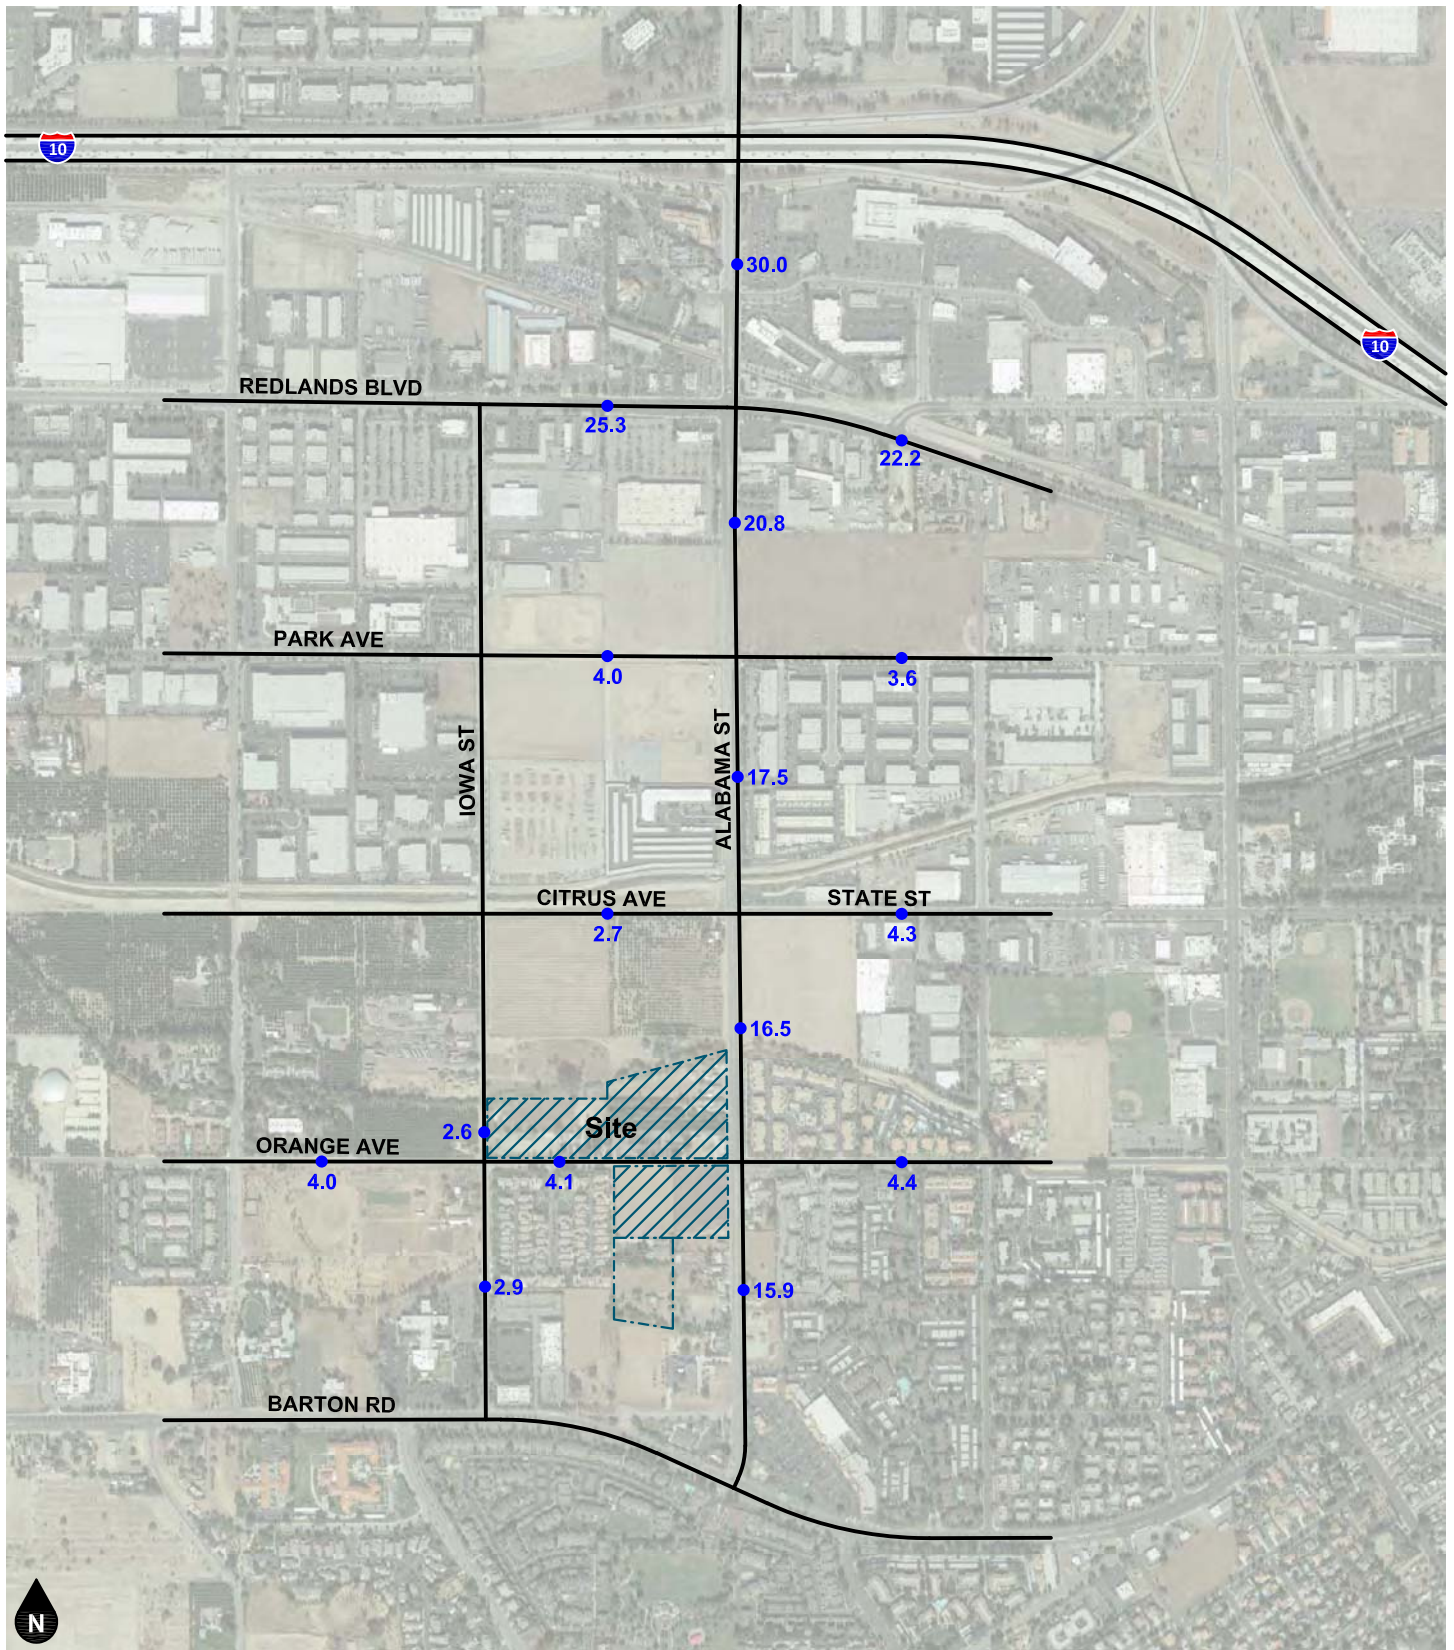 10
30.0
10
REDLANDS BLVD
25.3
22.2
20.8
PARK AVE
4.0
3.6
IOWA ST
ALABAMA ST
17.5
CITRUS AVE
STATE ST
2.7
4.3
16.5
Site
2.6
ORANGE AVE
4.0
4.1
4.4
2.9
15.9
BARTON RD
N